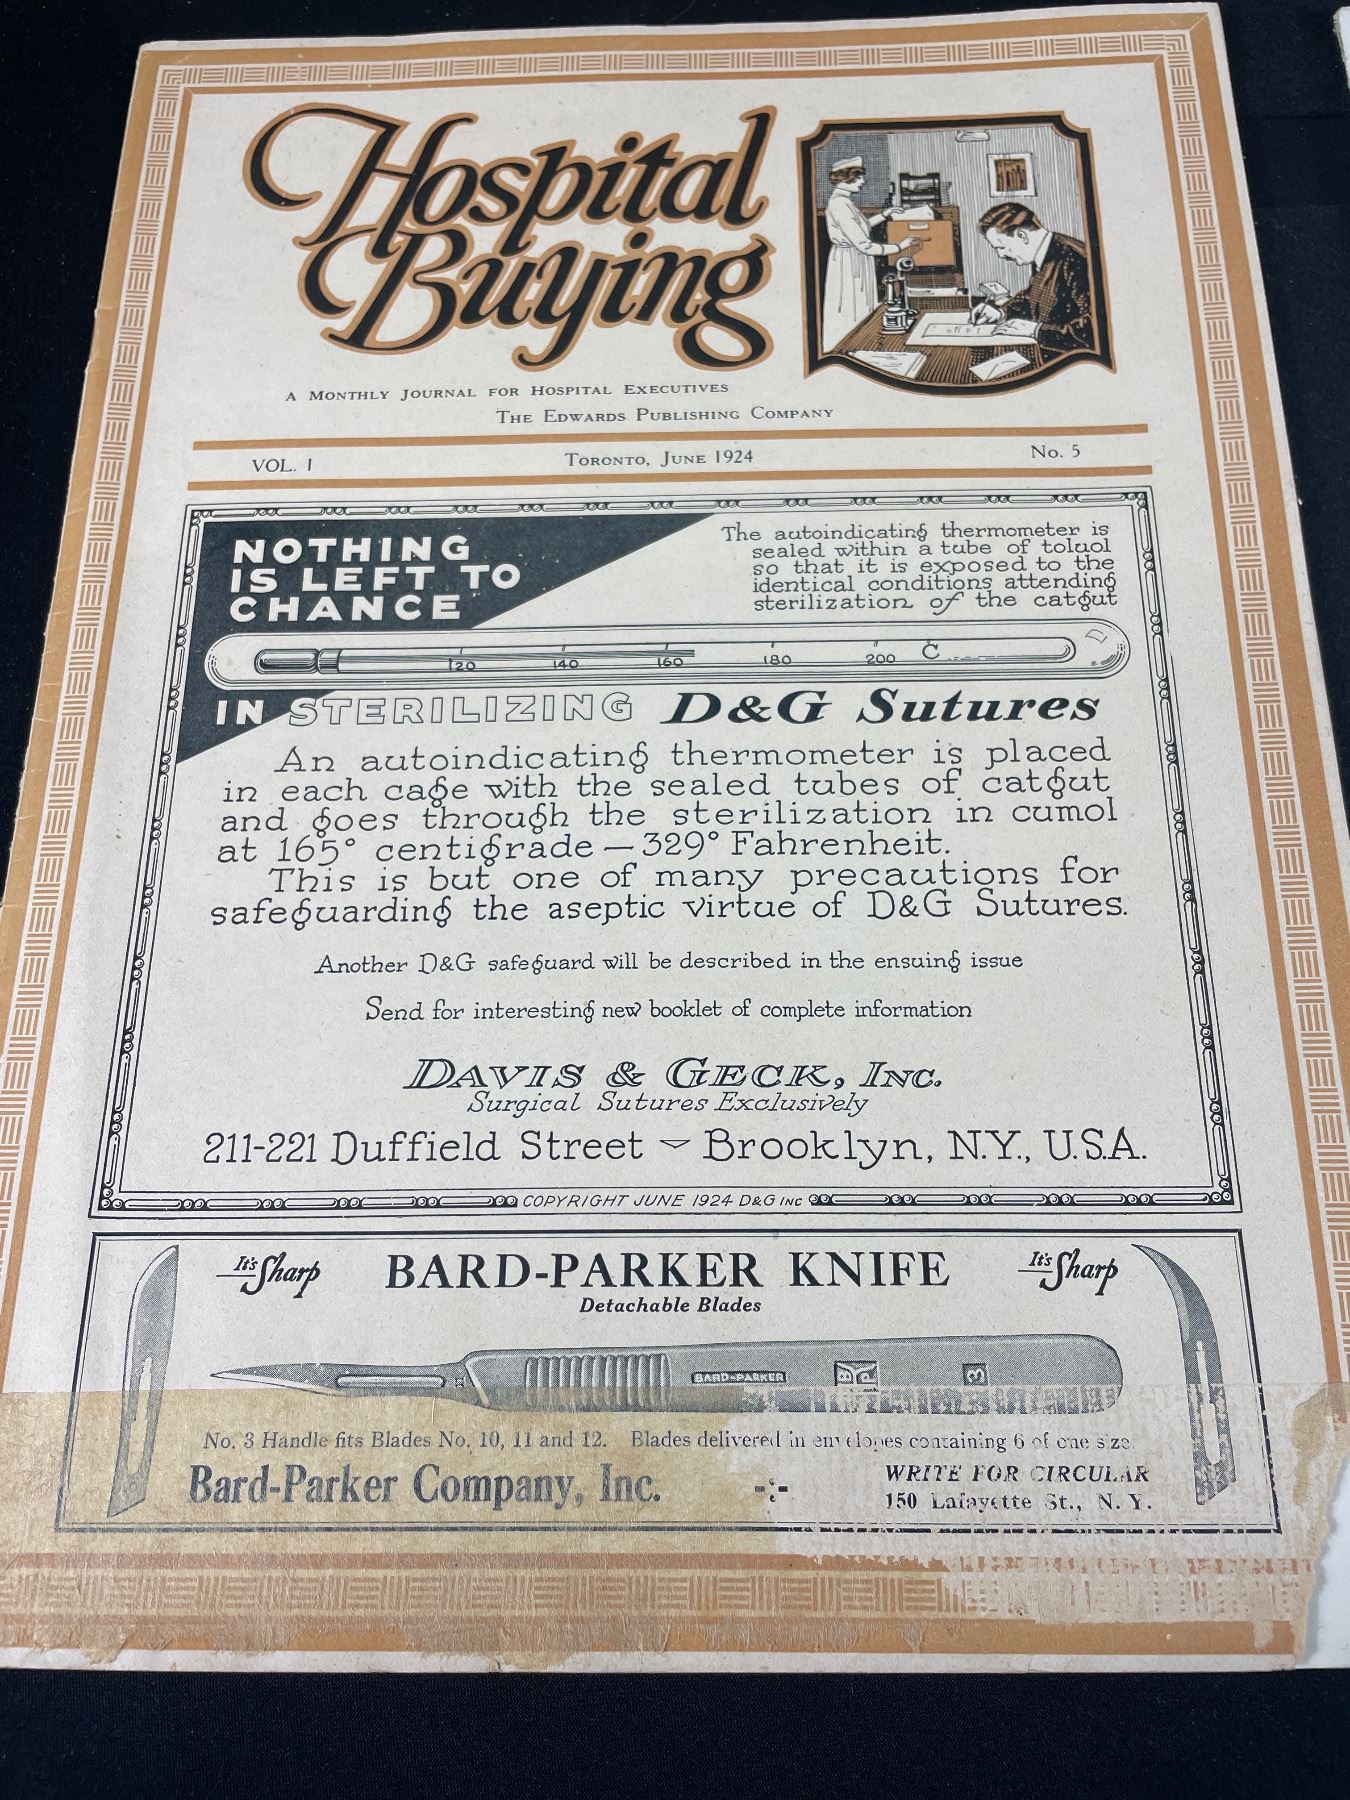 Hospital
Buying
A Monthly Journal for Hospital Executives
The Edwards Publishing Company
VOL. I
Toronto, June 1924
No. 5
NOTHING
IS LEFT TO
CHANCE
The autoindicating thermometer is
sealed within a tube of toluol
so that it is exposed to the
identical conditions attending
sterilization of the catgut
120 140 160 180 200 C
IN STERILIZING D&G Sutures
An autoindicating thermometer is placed
in each cage with the sealed tubes of catgut
and goes through the sterilization in cumol
at 165° centigrade — 329° Fahrenheit.
This is but one of many precautions for
safeguarding the aseptic virtue of D&G Sutures.
Another D&G safeguard will be described in the ensuing issue
Send for interesting new booklet of complete information
Davis & Geck, Inc.
Surgical Sutures Exclusively
211-221 Duffield Street ~ Brooklyn, N.Y., U.S.A.
COPYRIGHT JUNE 1924 D&G INC
It's Sharp
BARD-PARKER KNIFE
It's Sharp
Detachable Blades
BARD-PARKER
BP
3
No. 3 Handle fits Blades No. 10, 11 and 12. Blades delivered in envelopes containing 6 of one size.
Bard-Parker Company, Inc. -:-
WRITE FOR CIRCULAR
150 Lafayette St., N. Y.